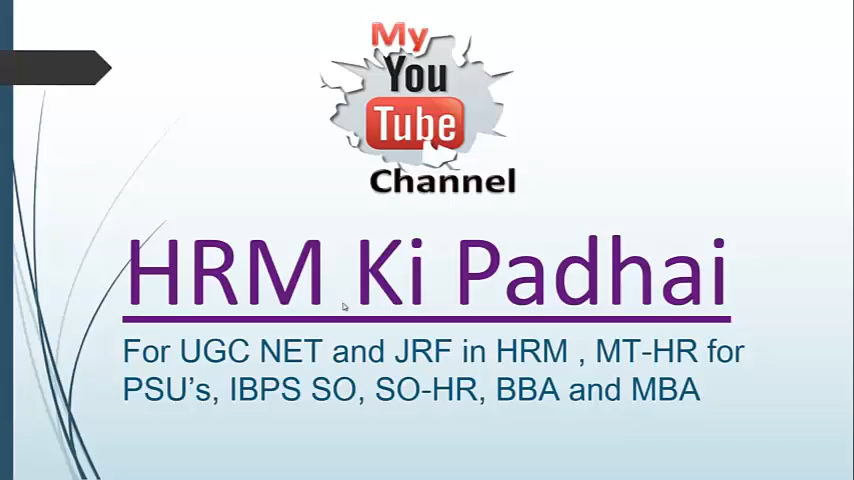 My
You
Tube
Channel
HRM Ki Padhai
For UGC NET and JRF in HRM , MT-HR for
PSU's, IBPS SO, SO-HR, BBA and MBA